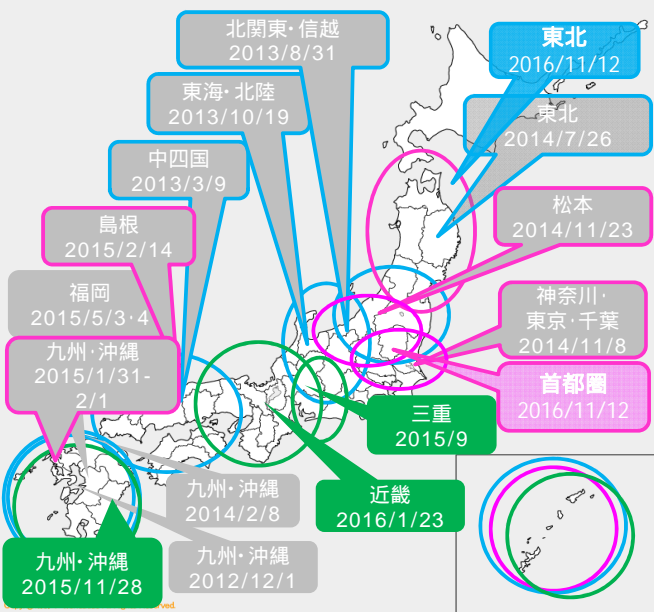 北関東・信越
2013/8/31
東北
2016/11/12
東海・北陸
2013/10/19
東北
2014/7/26
中四国
2013/3/9
松本
2014/11/23
島根
2015/2/14
福岡
2015/5/3・4
神奈川・
東京・千葉
2014/11/8
九州・沖縄
2015/1/31-
2/1
首都圏
2016/11/12
三重
2015/9
九州・沖縄
2014/2/8
近畿
2016/1/23
九州・沖縄
2015/11/28
九州・沖縄
2012/12/1